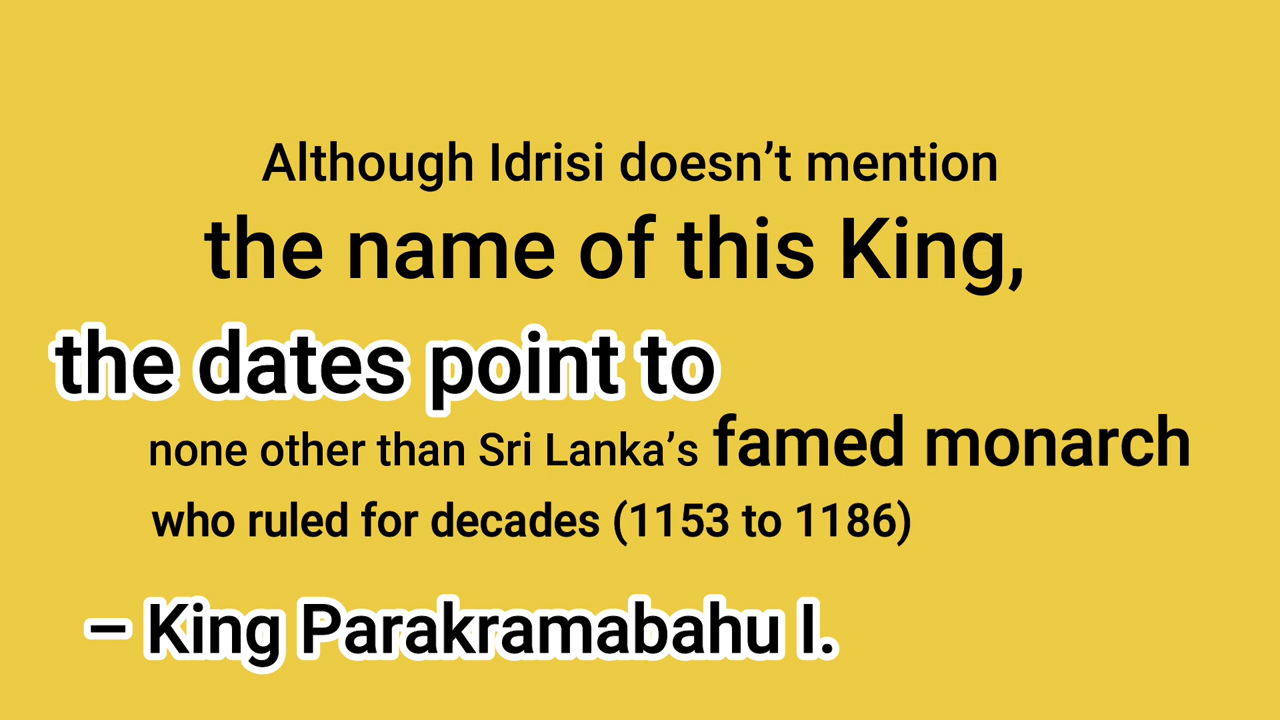 Although Idrisi doesn’t mention
the name of this King,
the dates point to
none other than Sri Lanka’s famed monarch
who ruled for decades (1153 to 1186)
– King Parakramabahu I.